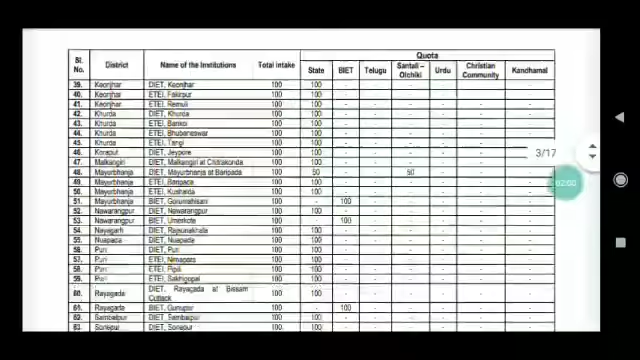 Quota
Sl. No. District Name of the Institutions Total intake State BIET Telugu Santali – Olchiki Urdu Christian Community Kandhamal
39. Keonjhar DIET, Keonjhar 100 100 - - - - - -
40. Keonjhar ETEI, Fakirpur 100 100 - - - - - -
41. Keonjhar ETEI, Remuli 100 100 - - - - - -
42. Khurda DIET, Khurda 100 100 - - - - - -
43. Khurda ETEI, Bankoi 100 100 - - - - - -
44. Khurda ETEI, Bhubaneswar 100 100 - - - - - -
45. Khurda ETEI, Tangi 100 100 - - - - - -
46. Koraput DIET, Jeypore 100 100 - - - - -
3/17
47. Malkangiri DIET, Malkangiri at 100 100 - - - - - -
48. Mayurbhanja DIET, Mayurbhanja at Baripada 100 50 - - 50 - - -
49. Mayurbhanja ETEI, Baripada 100 100 - - - - - -
02:00
50. Mayurbhanja ETEI, 100 100 - - - - - -
51. Mayurbhanja BIET, Gorumahisani 100 - 100 - - - - -
52. Nawarangpur DIET, Nawarangpur 100 100 - - - - - -
53. Nawarangpur BIET, Umerkote 100 - 100 - - - - -
54. Nayagarh DIET, Rajsunakhala 100 100 - - - - - -
55. Nuapada DIET, Nuapada 100 100 - - - - - -
56. Puri DIET, Puri 100 100 - - - - - -
57. Puri ETEI, Nimapara 100 100 - - - - - -
58. Puri ETEI, Pipili 100 100 - - - - - -
59. Puri ETEI, Sakhigopal 100 100 - - - - - -
60. Rayagada DIET, Rayagada at Bissam Cuttack 100 100 - - - - - -
61. Rayagada BIET, Gunupur 100 - 100 - - - - -
62. Sambalpur DIET, Sambalpur 100 100 - - - - - -
63. Sonepur DIET, Sonepur 100 100 - - - - - -